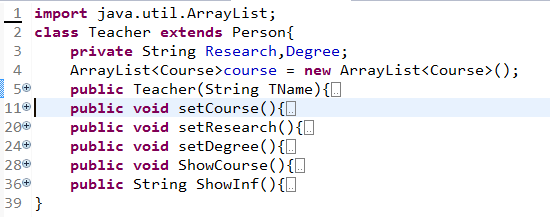 1 import java.util.ArrayList;
2 class Teacher extends Person{
3 private String Research,Degree;
4 ArrayList<Course>course = new ArrayList<Course>();
5 public Teacher(String TName){
11 public void setCourse(){
20 public void setResearch(){
24 public void setDegree(){
28 public void ShowCourse(){
36 public String ShowInf(){
39 }